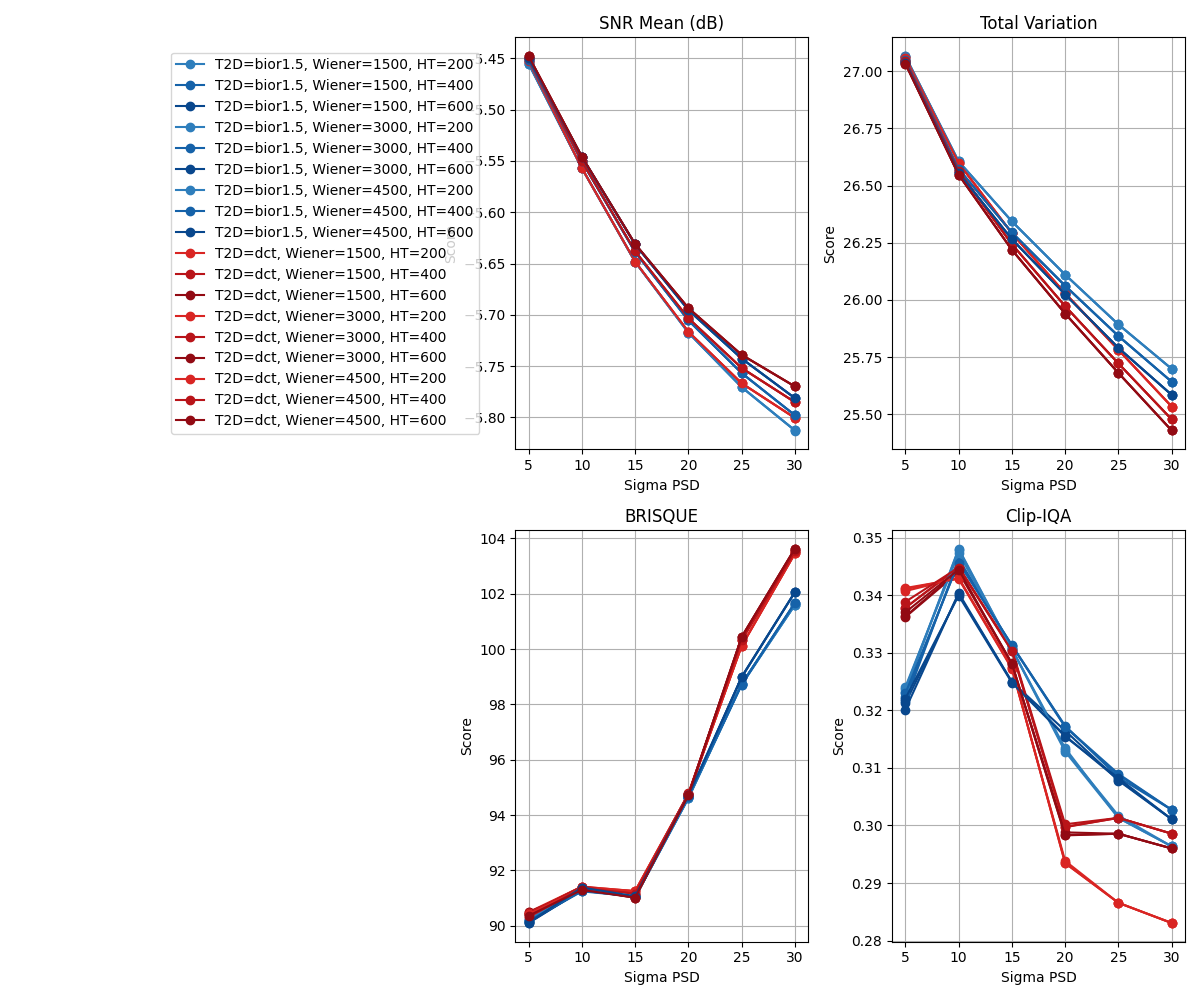 SNR Mean (dB)
Total Variation
T2D=bior1.5, Wiener=1500, HT=200
T2D=bior1.5, Wiener=1500, HT=400
T2D=bior1.5, Wiener=1500, HT=600
T2D=bior1.5, Wiener=3000, HT=200
T2D=bior1.5, Wiener=3000, HT=400
T2D=bior1.5, Wiener=3000, HT=600
T2D=bior1.5, Wiener=4500, HT=200
T2D=bior1.5, Wiener=4500, HT=400
T2D=bior1.5, Wiener=4500, HT=600
T2D=dct, Wiener=1500, HT=200
T2D=dct, Wiener=1500, HT=400
T2D=dct, Wiener=1500, HT=600
T2D=dct, Wiener=3000, HT=200
T2D=dct, Wiener=3000, HT=400
T2D=dct, Wiener=3000, HT=600
T2D=dct, Wiener=4500, HT=200
T2D=dct, Wiener=4500, HT=400
T2D=dct, Wiener=4500, HT=600
Score
−5.45
−5.50
−5.55
−5.60
−5.65
−5.70
−5.75
−5.80
5 10 15 20 25 30
Sigma PSD
Score
27.00
26.75
26.50
26.25
26.00
25.75
25.50
5 10 15 20 25 30
Sigma PSD
BRISQUE
Score
104
102
100
98
96
94
92
90
5 10 15 20 25 30
Sigma PSD
Clip-IQA
Score
0.35
0.34
0.33
0.32
0.31
0.30
0.29
0.28
5 10 15 20 25 30
Sigma PSD